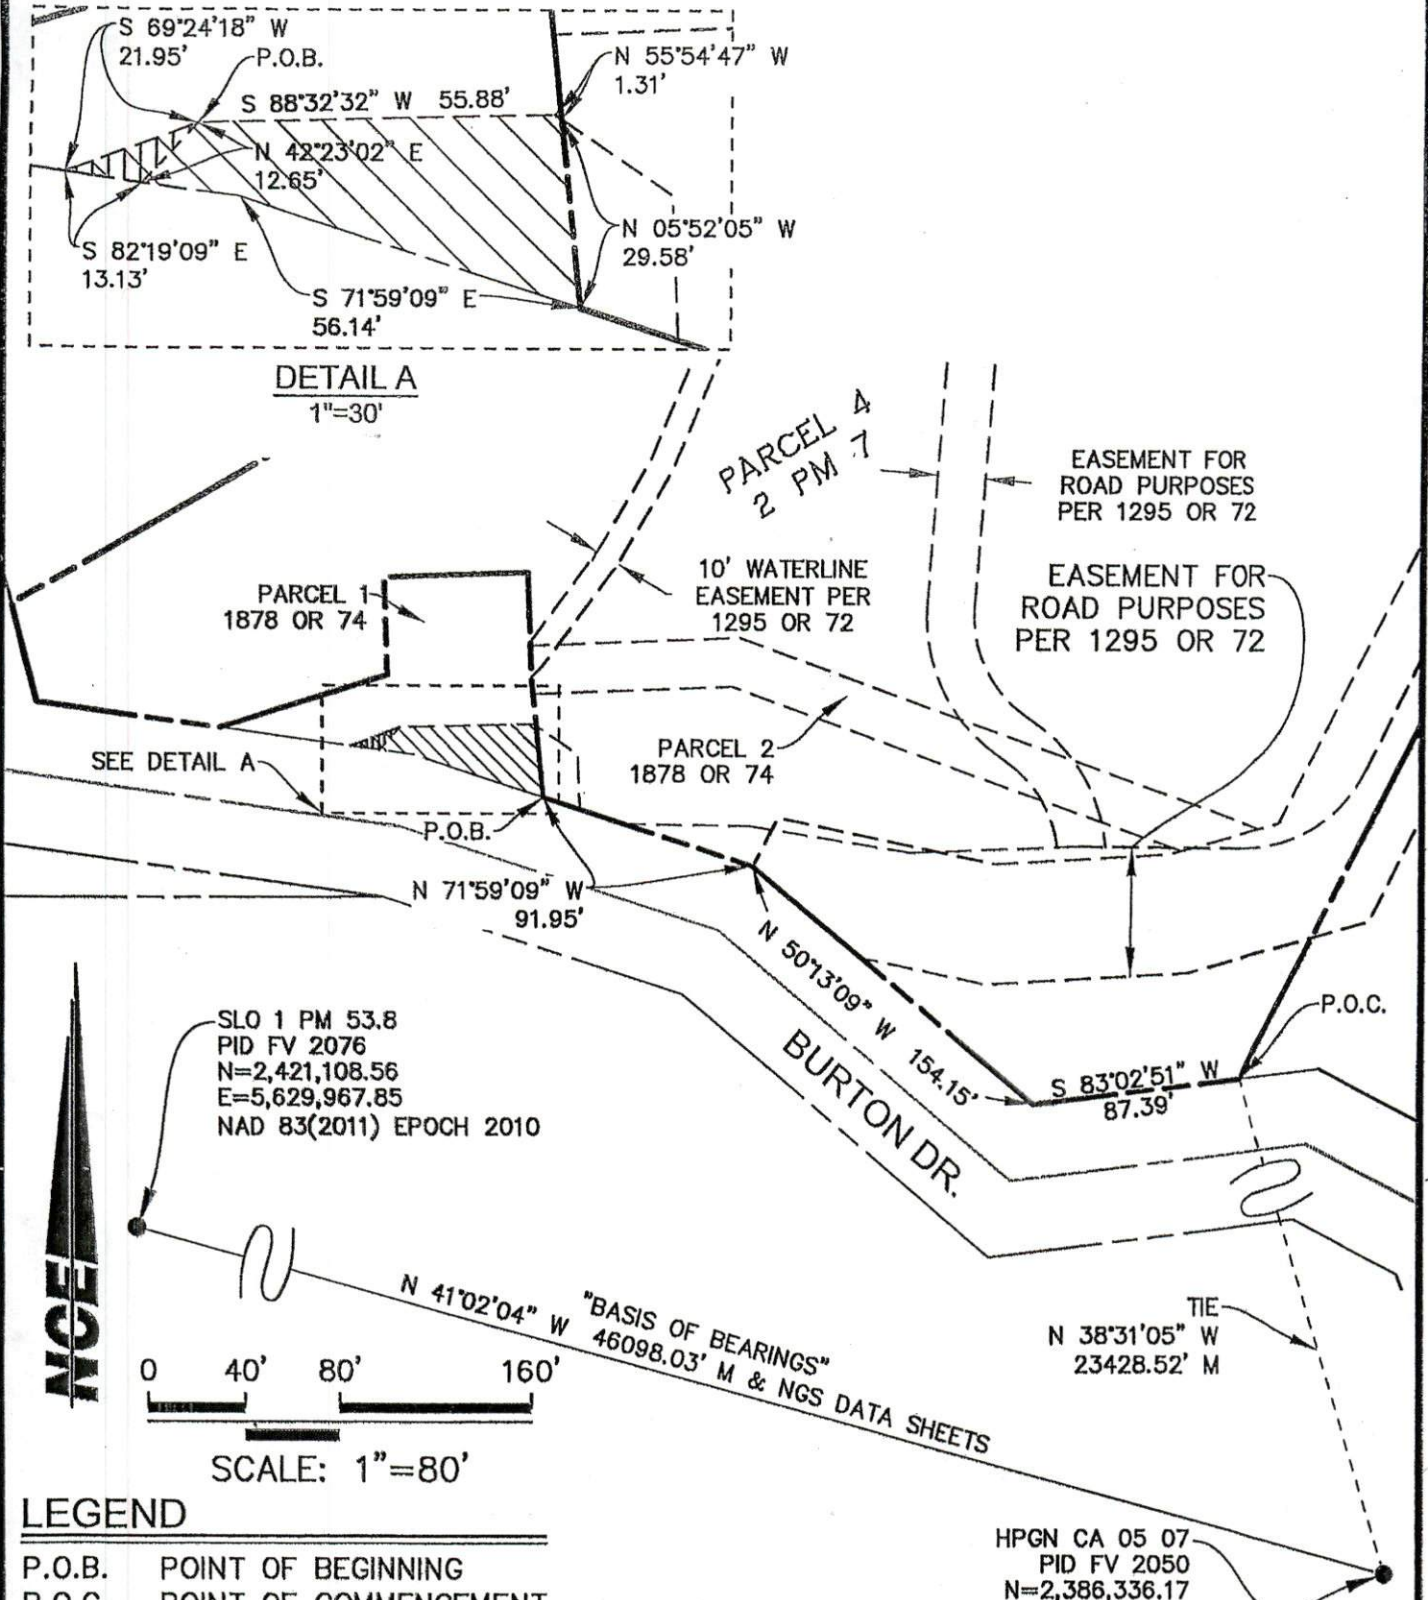 S 69°24'18" W
21.95'
P.O.B.
N 55°54'47" W
1.31'
S 88°32'32" W 55.88'
N 42°23'02" E
12.65'
N 05°52'05" W
29.58'
S 82°19'09" E
13.13'
S 71°59'09" E
56.14'
DETAIL A
1"=30'
PARCEL 4
2 PM 7
EASEMENT FOR
ROAD PURPOSES
PER 1295 OR 72
10' WATERLINE
EASEMENT PER
1295 OR 72
EASEMENT FOR
ROAD PURPOSES
PER 1295 OR 72
PARCEL 1
1878 OR 74
SEE DETAIL A
PARCEL 2
1878 OR 74
P.O.B.
N 71°59'09" W
91.95'
N 50°13'09" W 154.15'
P.O.C.
S 83°02'51" W
87.39'
BURTON DR.
SLO 1 PM 53.8
PID FV 2076
N=2,421,108.56
E=5,629,967.85
NAD 83(2011) EPOCH 2010
NCE
"BASIS OF BEARINGS"
N 41°02'04" W 46098.03' M & NGS DATA SHEETS
TIE
N 38°31'05" W
23428.52' M
0 40' 80' 160'
SCALE: 1"=80'
LEGEND
P.O.B. POINT OF BEGINNING
P.O.C. POINT OF COMMENCEMENT
HPGN CA 05 07
PID FV 2050
N=2,386,336.17